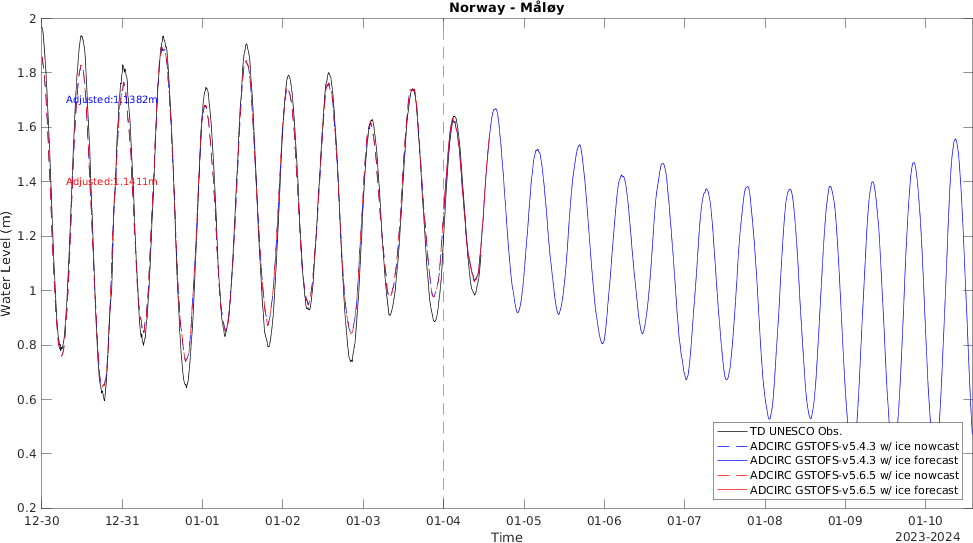 Norway - Måløy
2
1.8
1.6
1.4
1.2
1
0.8
0.6
0.4
0.2
Water Level (m)
Adjusted:1.1382m
Adjusted:1.1411m
TD UNESCO Obs.
ADCIRC GSTOFS-v5.4.3 w/ ice nowcast
ADCIRC GSTOFS-v5.4.3 w/ ice forecast
ADCIRC GSTOFS-v5.6.5 w/ ice nowcast
ADCIRC GSTOFS-v5.6.5 w/ ice forecast
12-30 12-31 01-01 01-02 01-03 01-04 01-05 01-06 01-07 01-08 01-09 01-10
Time
2023-2024